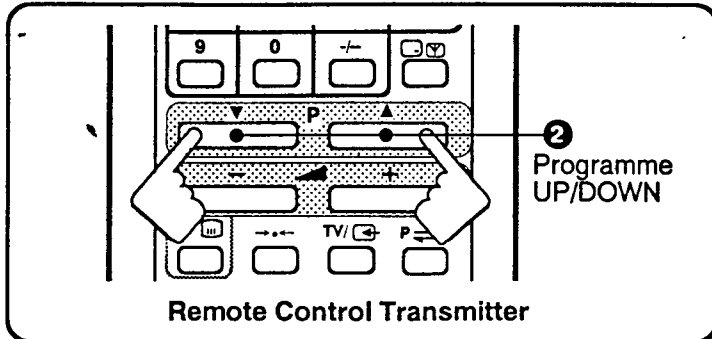 9 0 -/--
▼ P ▲
2
Programme
UP/DOWN
- +
TV/ P
Remote Control Transmitter